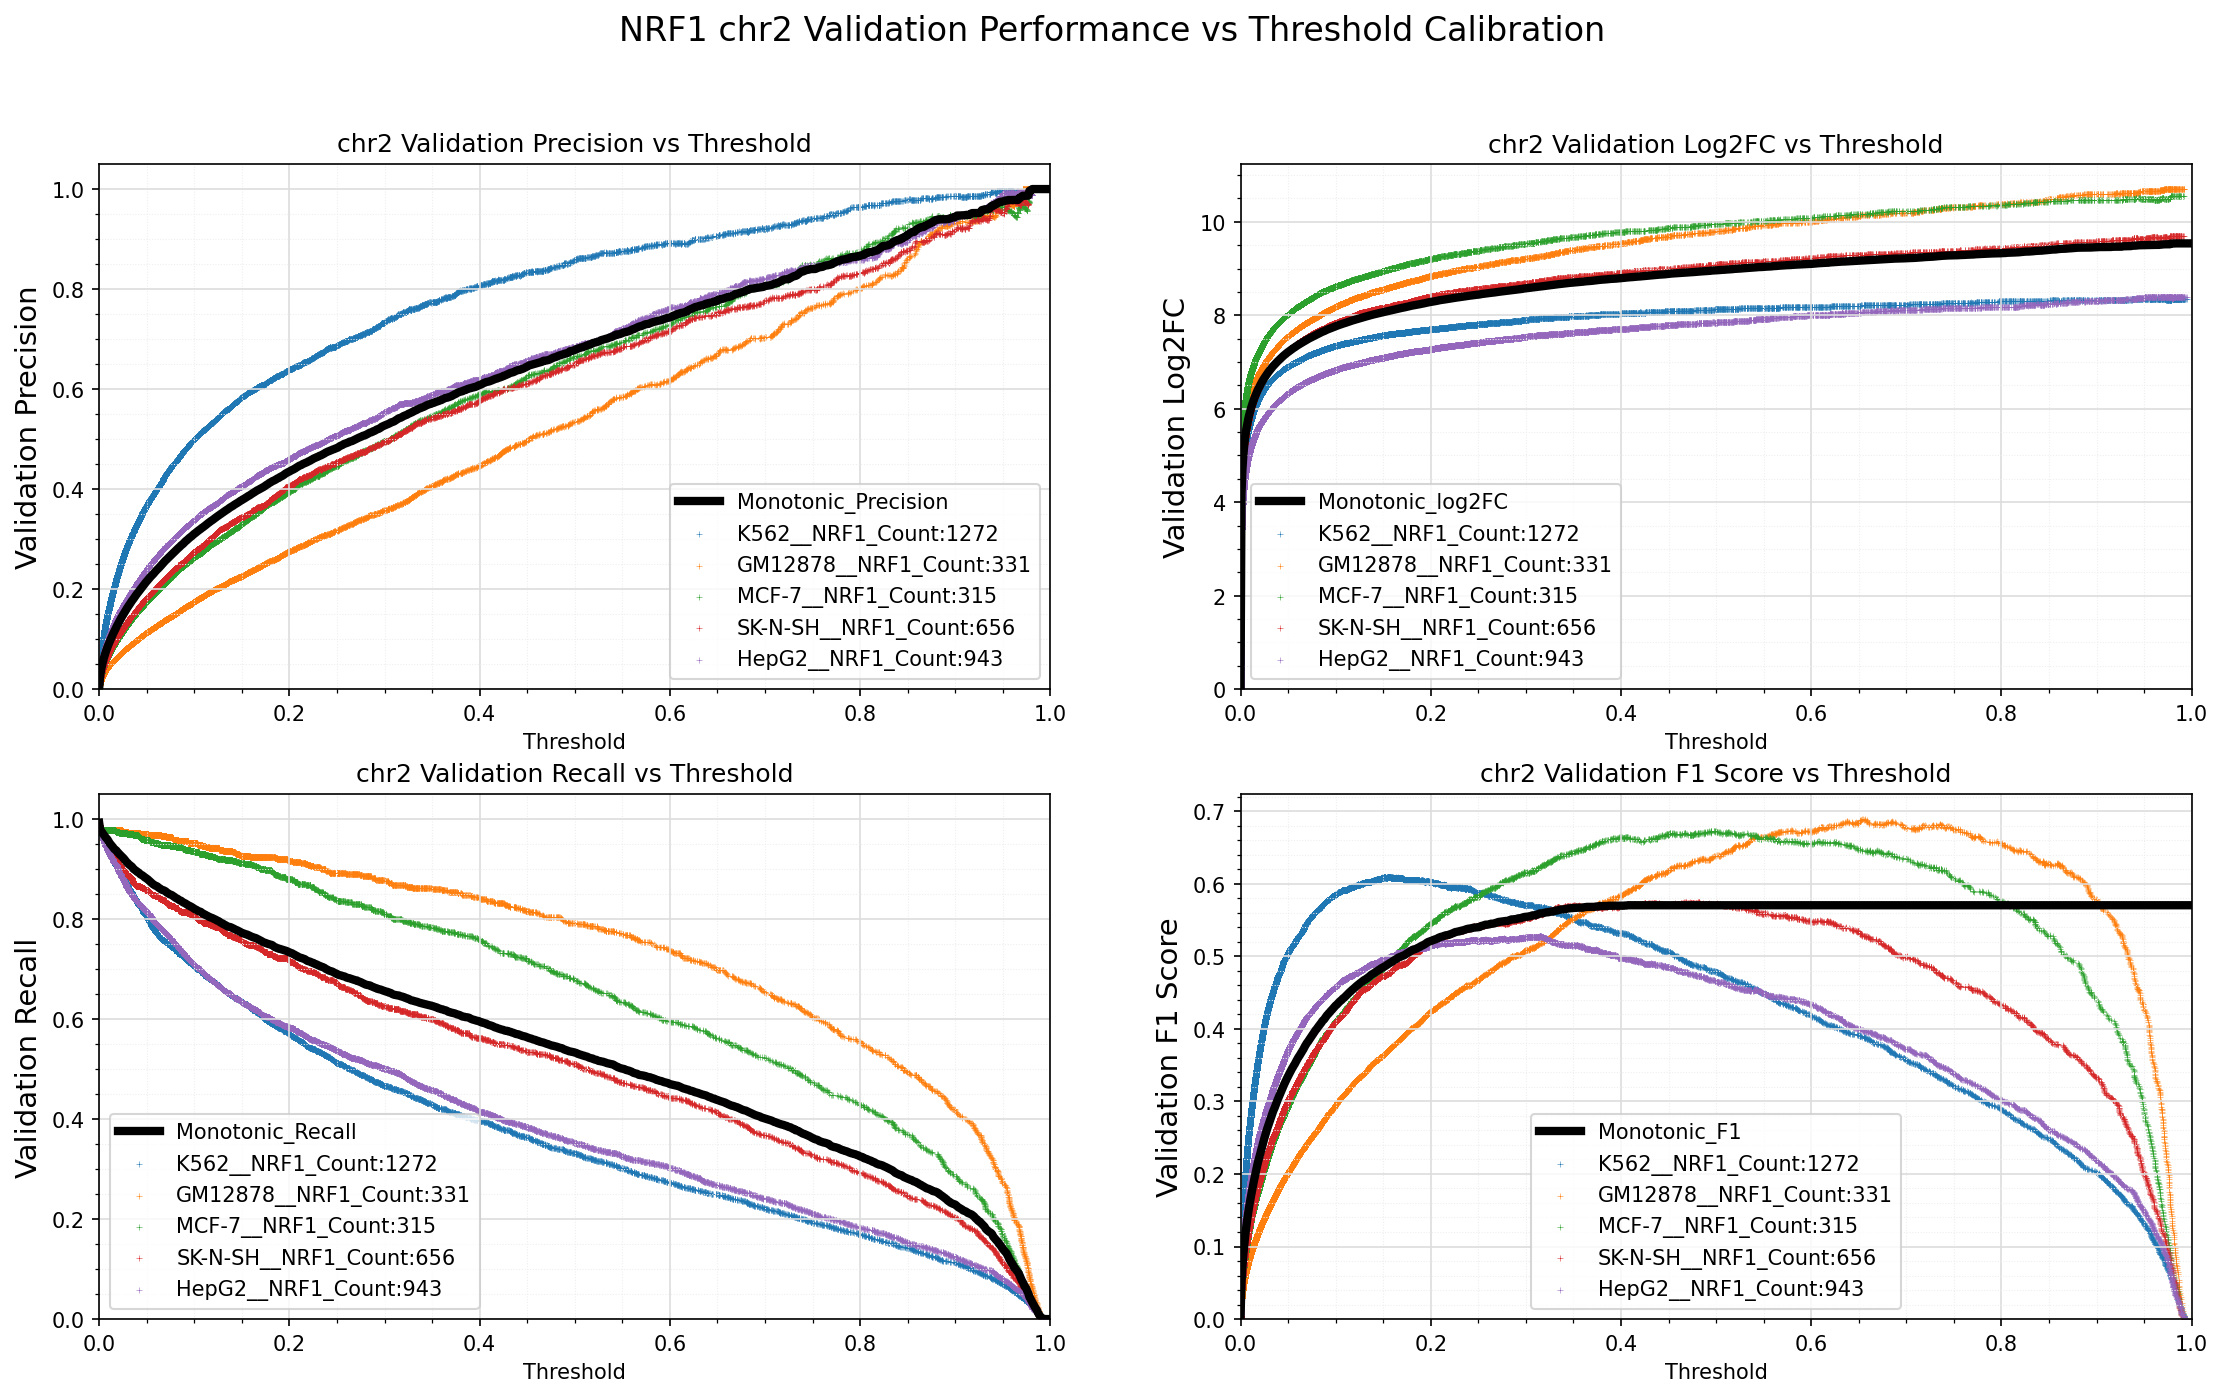 NRF1 chr2 Validation Performance vs Threshold Calibration
chr2 Validation Precision vs Threshold
Validation Precision
1.0
0.8
0.6
0.4
0.2
0.0
Monotonic_Precision
K562__NRF1_Count:1272
GM12878__NRF1_Count:331
MCF-7__NRF1_Count:315
SK-N-SH__NRF1_Count:656
HepG2__NRF1_Count:943
0.0 0.2 0.4 0.6 0.8 1.0
Threshold
chr2 Validation Log2FC vs Threshold
Validation Log2FC
10
8
6
4
2
0
Monotonic_log2FC
K562__NRF1_Count:1272
GM12878__NRF1_Count:331
MCF-7__NRF1_Count:315
SK-N-SH__NRF1_Count:656
HepG2__NRF1_Count:943
0.0 0.2 0.4 0.6 0.8 1.0
Threshold
chr2 Validation Recall vs Threshold
Validation Recall
1.0
0.8
0.6
0.4
0.2
0.0
Monotonic_Recall
K562__NRF1_Count:1272
GM12878__NRF1_Count:331
MCF-7__NRF1_Count:315
SK-N-SH__NRF1_Count:656
HepG2__NRF1_Count:943
0.0 0.2 0.4 0.6 0.8 1.0
Threshold
chr2 Validation F1 Score vs Threshold
Validation F1 Score
0.7
0.6
0.5
0.4
0.3
0.2
0.1
0.0
Monotonic_F1
K562__NRF1_Count:1272
GM12878__NRF1_Count:331
MCF-7__NRF1_Count:315
SK-N-SH__NRF1_Count:656
HepG2__NRF1_Count:943
0.0 0.2 0.4 0.6 0.8 1.0
Threshold